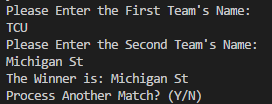 Please Enter the First Team's Name:
TCU
Please Enter the Second Team's Name:
Michigan St
The Winner is: Michigan St
Process Another Match? (Y/N)